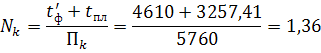 N_k = (t′_ф + t_пл) / П_k = (4610 + 3257,41) / 5760 = 1,36